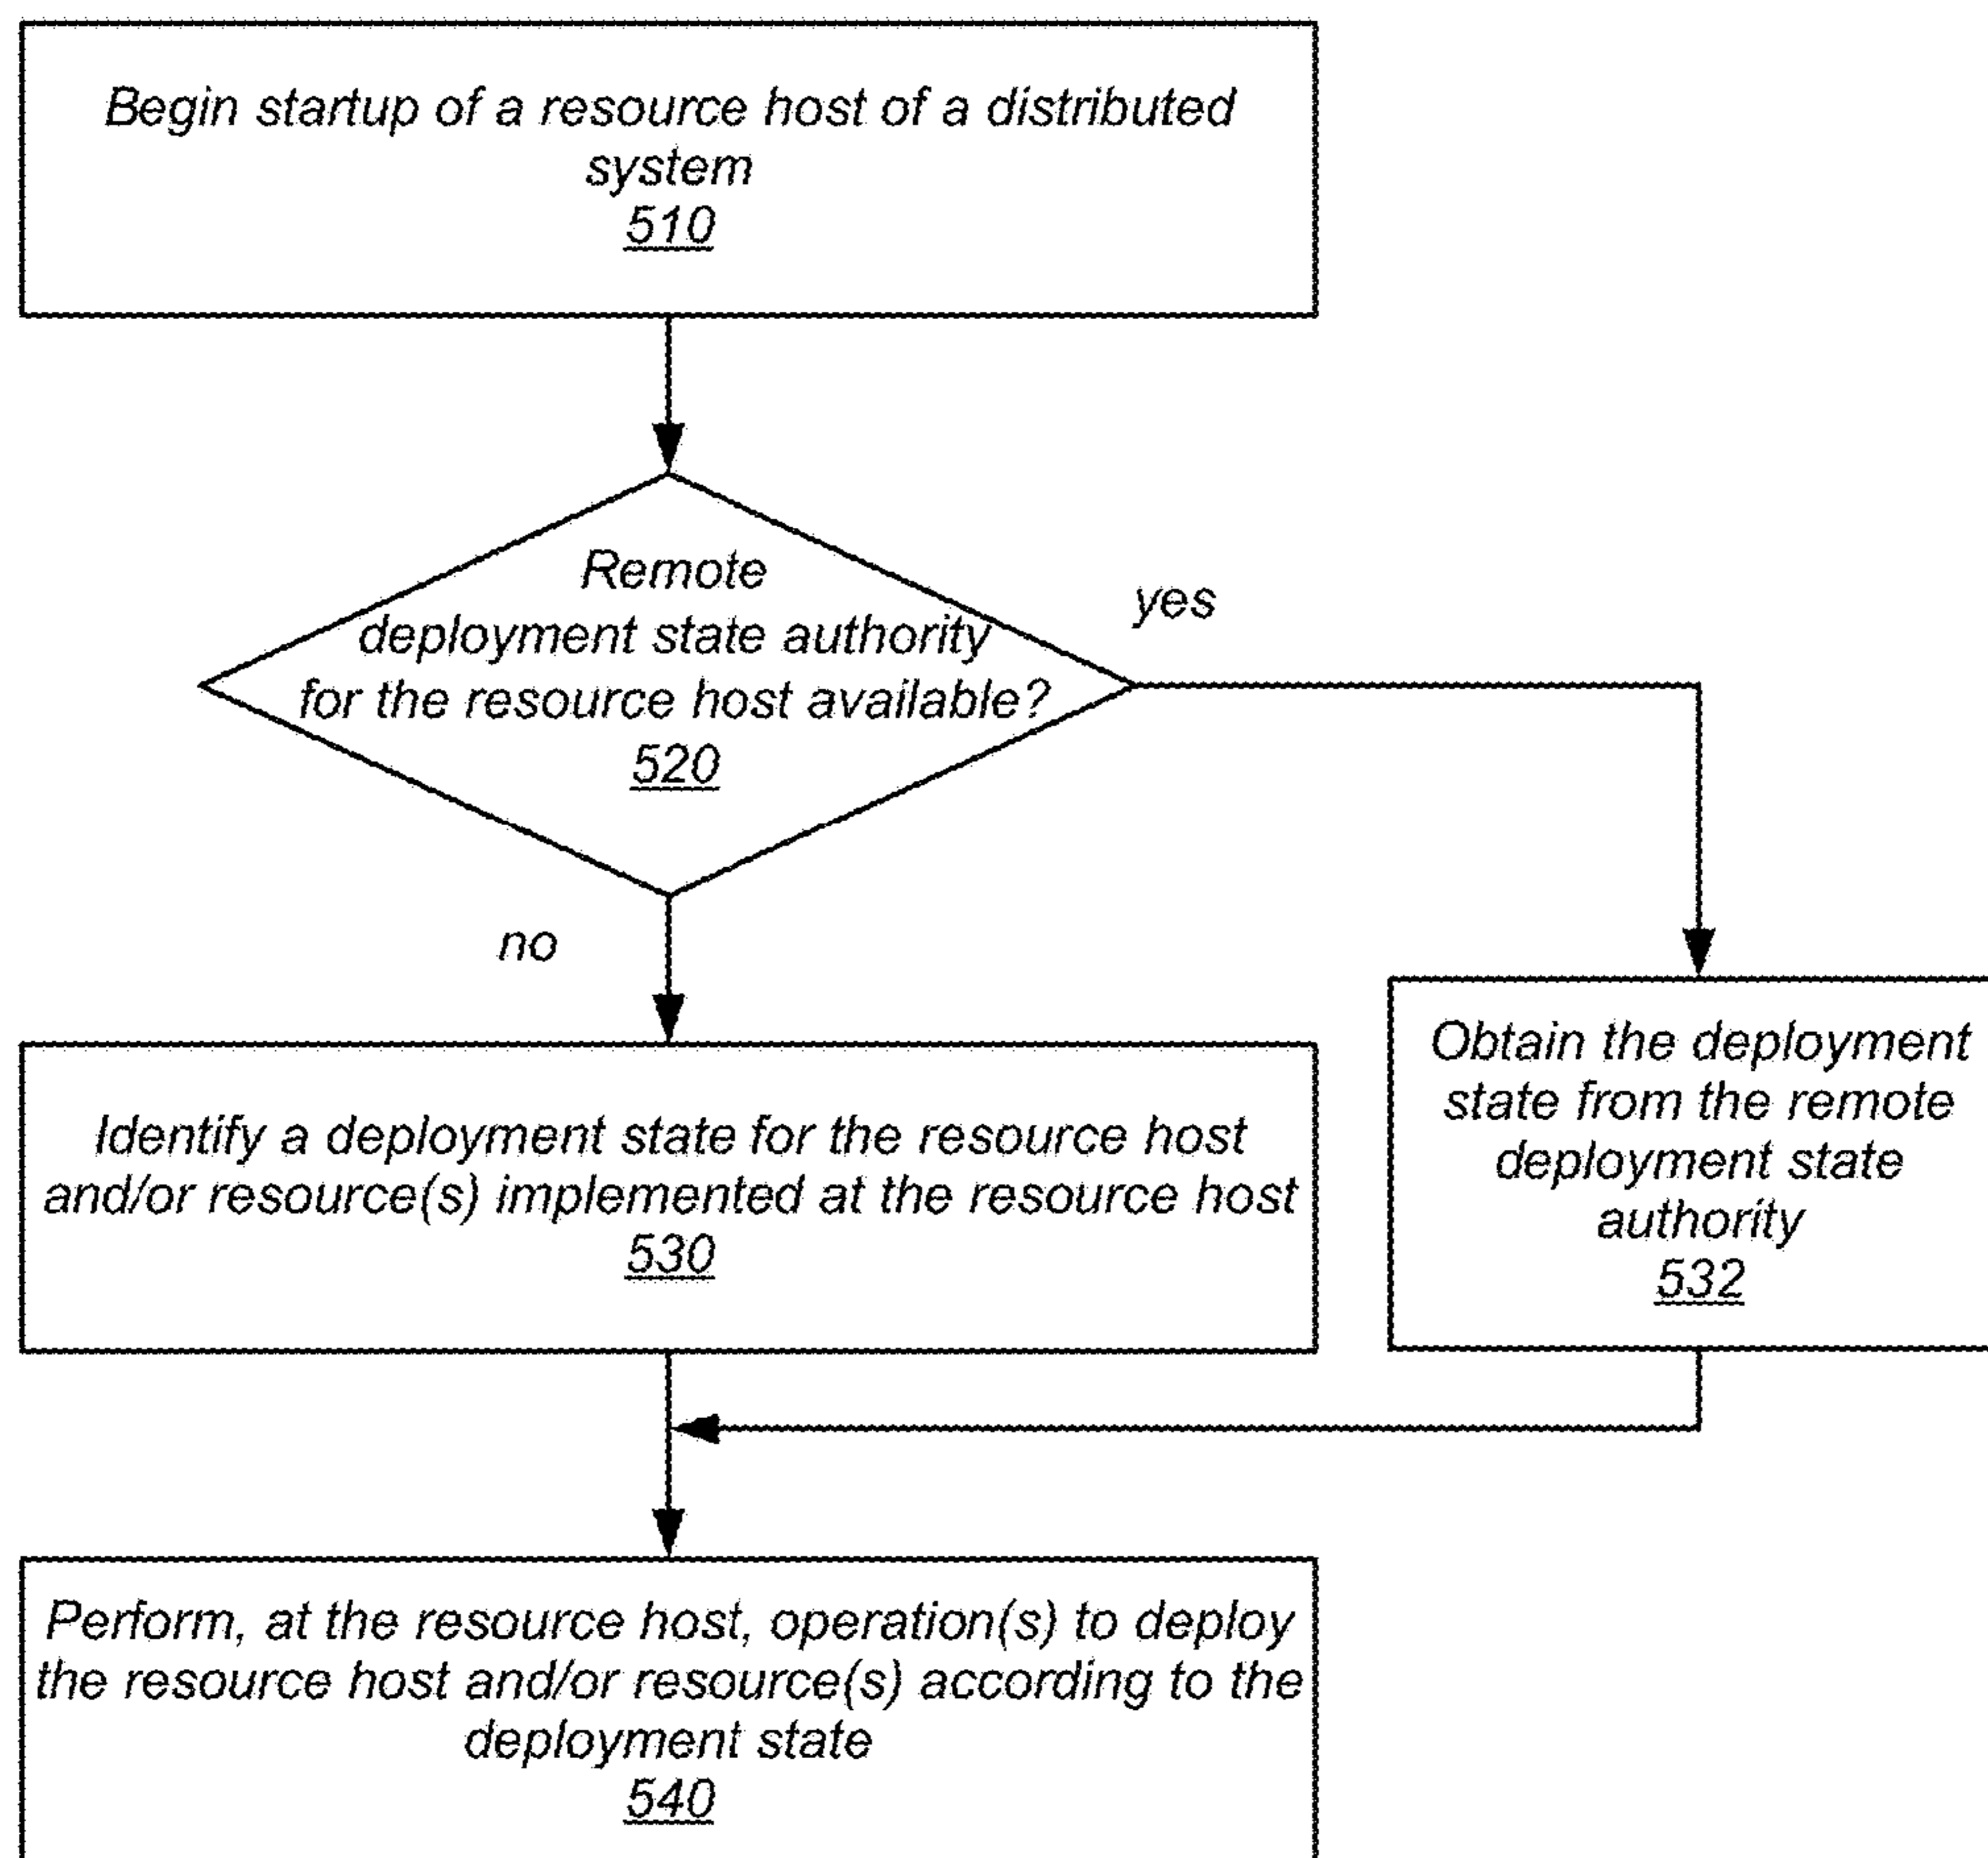 Begin startup of a resource host of a distributed
system
510
Remote
deployment state authority
for the resource host available?
520
yes
no
Identify a deployment state for the resource host
and/or resource(s) implemented at the resource host
530
Obtain the deployment
state from the remote
deployment state
authority
532
Perform, at the resource host, operation(s) to deploy
the resource host and/or resource(s) according to the
deployment state
540